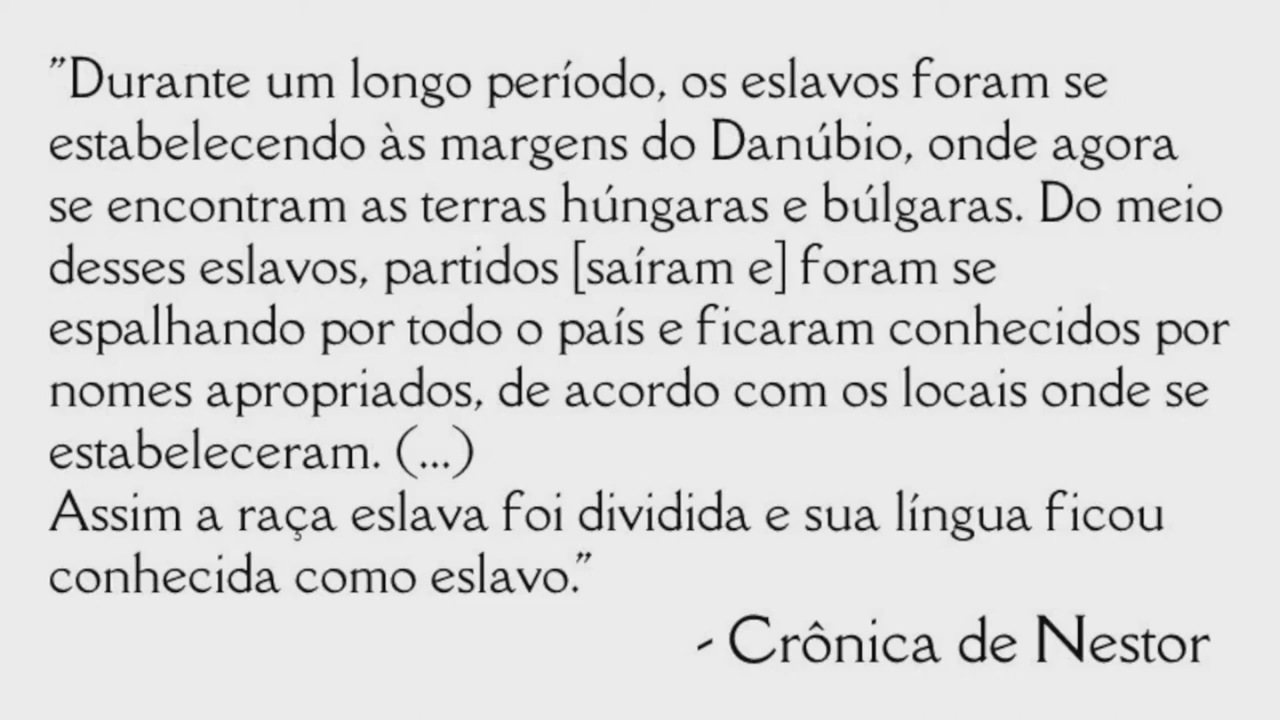 "Durante um longo período, os eslavos foram se
estabelecendo às margens do Danúbio, onde agora
se encontram as terras húngaras e búlgaras. Do meio
desses eslavos, partidos [saíram e] foram se
espalhando por todo o país e ficaram conhecidos por
nomes apropriados, de acordo com os locais onde se
estabeleceram. (...)
Assim a raça eslava foi dividida e sua língua ficou
conhecida como eslavo."
- Crônica de Nestor